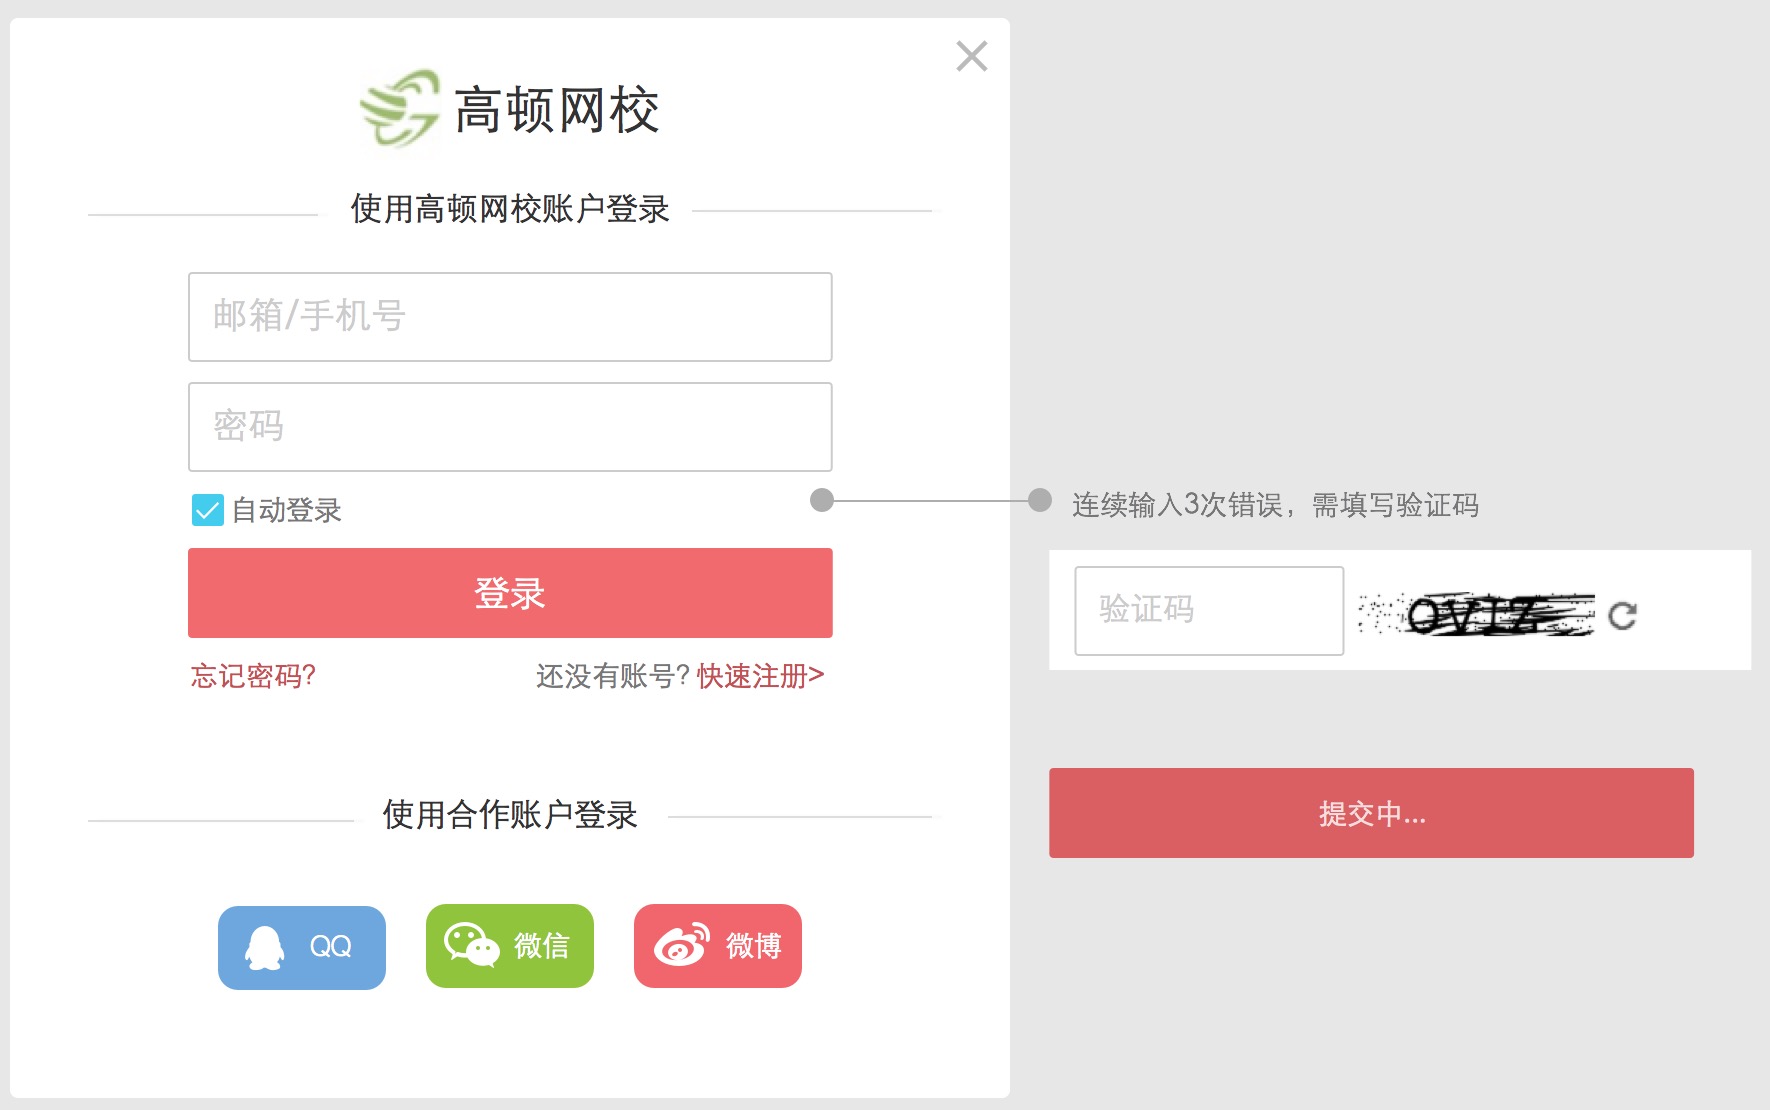 高顿网校
使用高顿网校账户登录
邮箱/手机号
密码
自动登录
登录
忘记密码?
还没有账号? 快速注册>
使用合作账户登录
QQ
微信
微博
连续输入3次错误，需填写验证码
验证码
提交中...